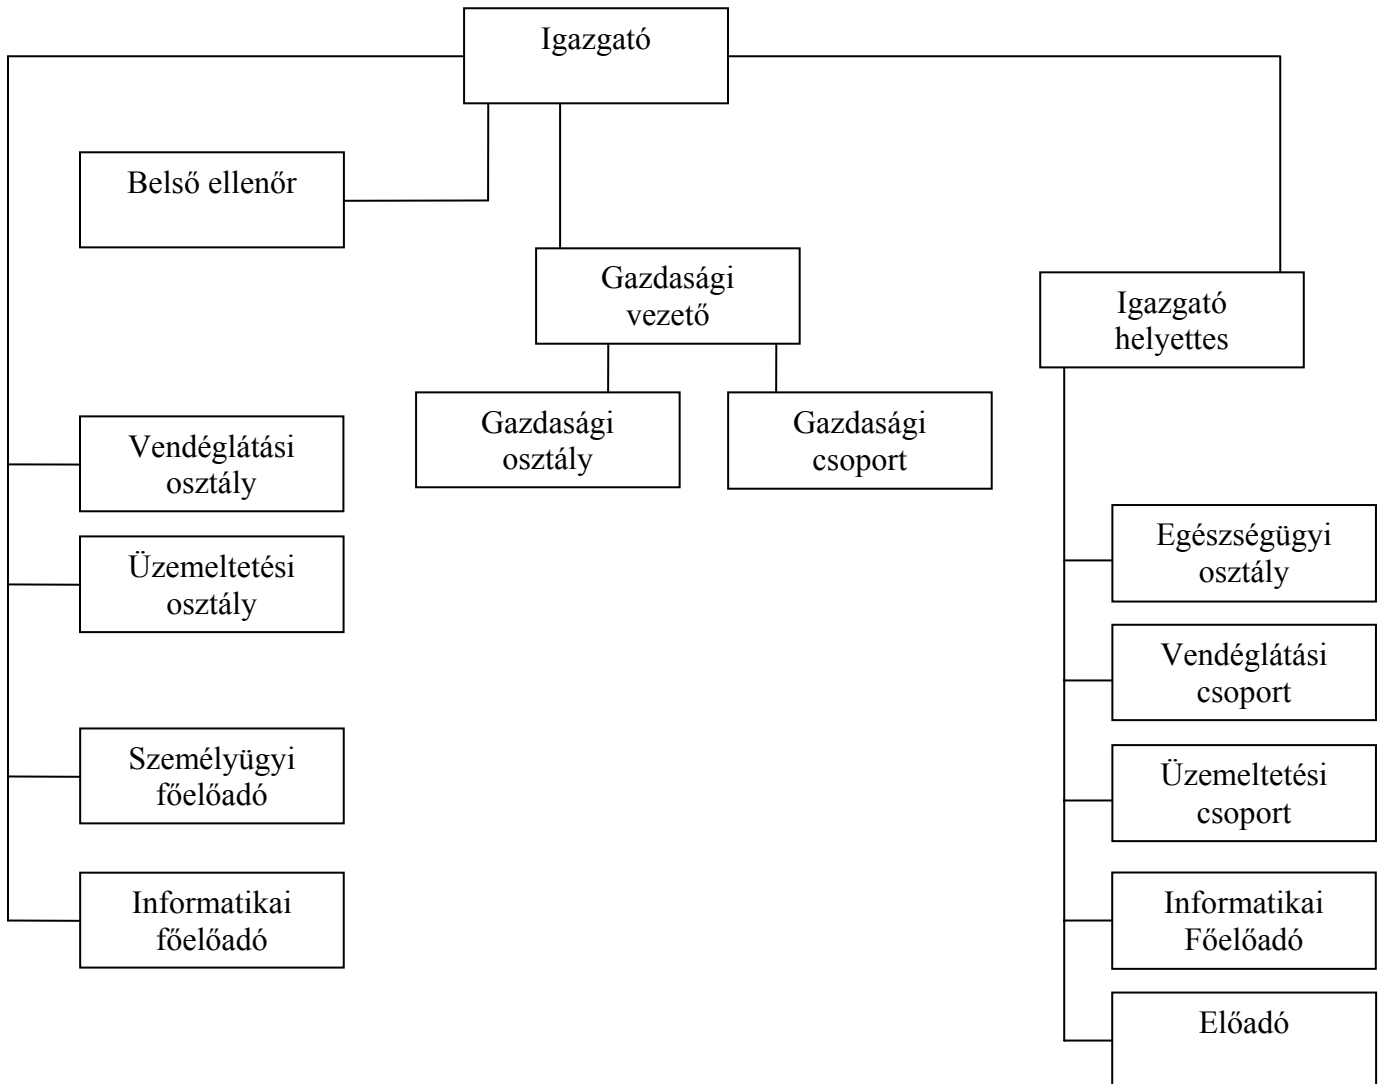 Igazgató
Belső ellenőr
Gazdasági
vezető
Igazgató
helyettes
Gazdasági
osztály
Gazdasági
csoport
Vendéglátási
osztály
Üzemeltetési
osztály
Személyügyi
főelőadó
Informatikai
főelőadó
Egészségügyi
osztály
Vendéglátási
csoport
Üzemeltetési
csoport
Informatikai
Főelőadó
Előadó